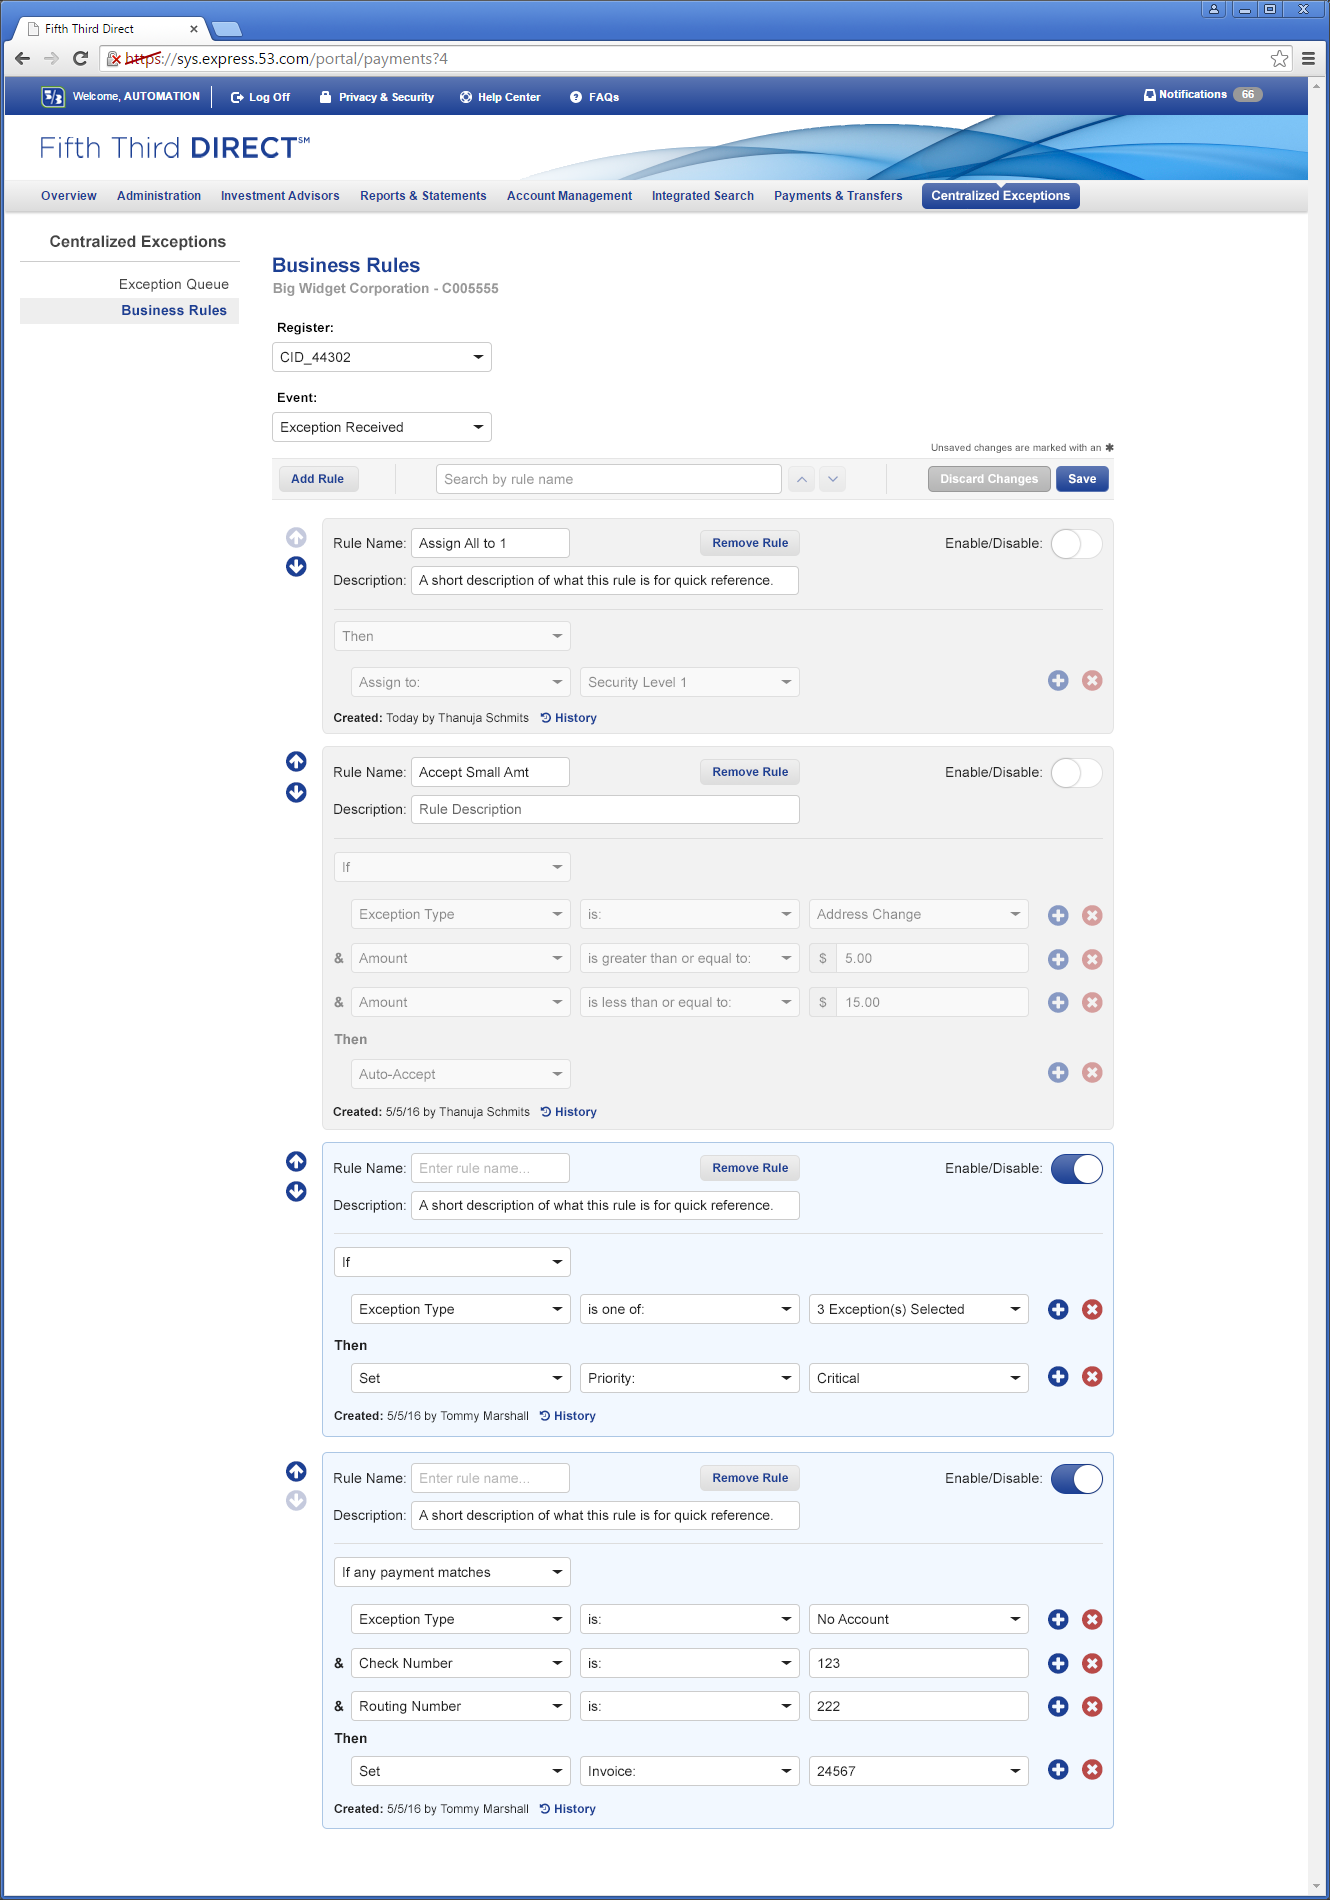 Fifth Third Direct
https://sys.express.53.com/portal/payments?4
5/3 Welcome, AUTOMATION Log Off Privacy & Security Help Center FAQs Notifications 66
Fifth Third DIRECT℠
Overview Administration Investment Advisors Reports & Statements Account Management Integrated Search Payments & Transfers Centralized Exceptions
Centralized Exceptions
Exception Queue
Business Rules
Business Rules
Big Widget Corporation - C005555
Register:
CID_44302
Event:
Exception Received
Unsaved changes are marked with an ✱
Add Rule Search by rule name Discard Changes Save
Rule Name: Assign All to 1 Remove Rule Enable/Disable:
Description: A short description of what this rule is for quick reference.
Then
Assign to: Security Level 1
Created: Today by Thanuja Schmits History
Rule Name: Accept Small Amt Remove Rule Enable/Disable:
Description: Rule Description
If
Exception Type is: Address Change
& Amount is greater than or equal to: $ 5.00
& Amount is less than or equal to: $ 15.00
Then
Auto-Accept
Created: 5/5/16 by Thanuja Schmits History
Rule Name: Enter rule name... Remove Rule Enable/Disable:
Description: A short description of what this rule is for quick reference.
If
Exception Type is one of: 3 Exception(s) Selected
Then
Set Priority: Critical
Created: 5/5/16 by Tommy Marshall History
Rule Name: Enter rule name... Remove Rule Enable/Disable:
Description: A short description of what this rule is for quick reference.
If any payment matches
Exception Type is: No Account
& Check Number is: 123
& Routing Number is: 222
Then
Set Invoice: 24567
Created: 5/5/16 by Tommy Marshall History